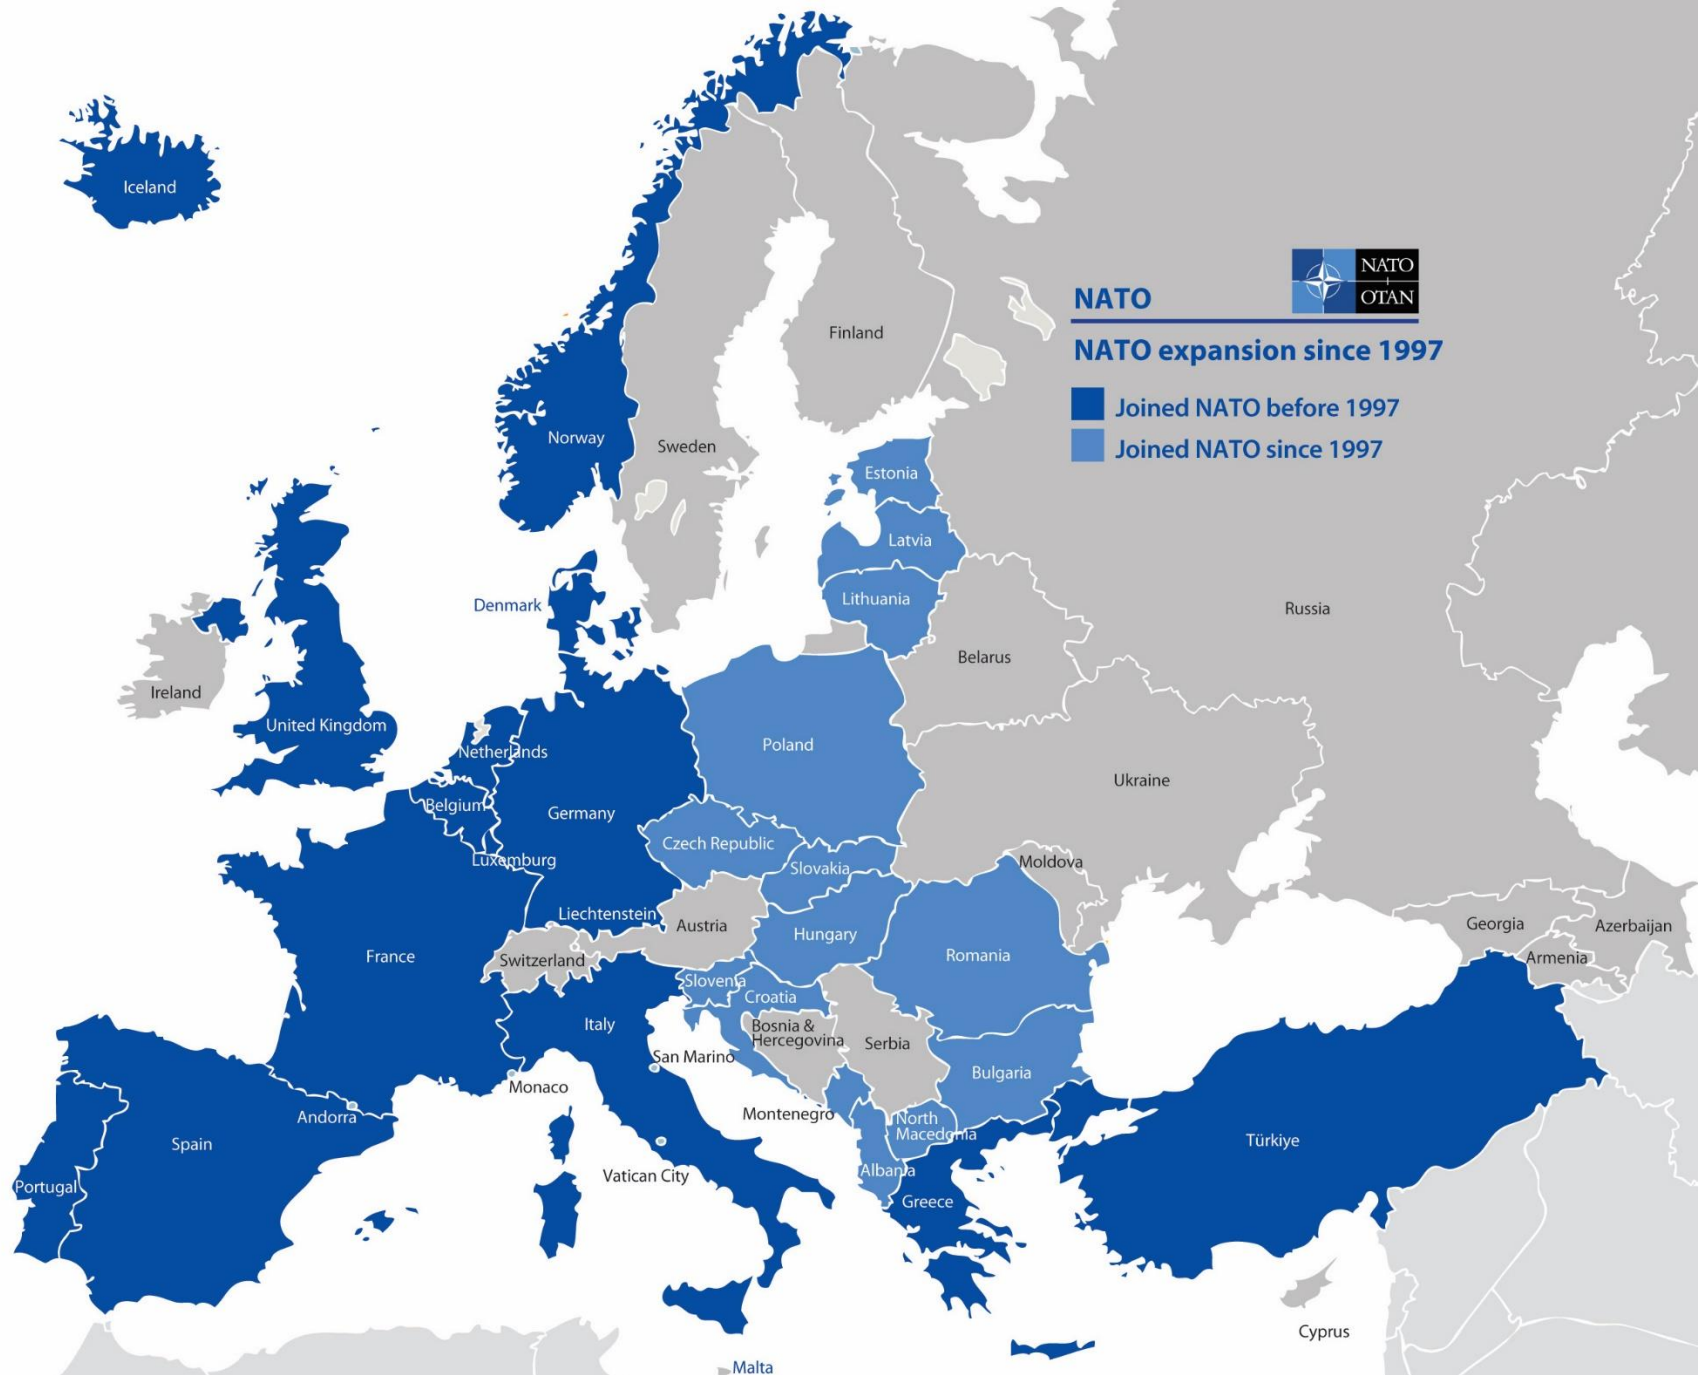 Iceland
NATO
OTAN
NATO
NATO expansion since 1997
Joined NATO before 1997
Joined NATO since 1997
Finland
Norway
Sweden
Estonia
Latvia
Lithuania
Denmark
Russia
Belarus
Ireland
United Kingdom
Netherlands
Poland
Ukraine
Belgium
Germany
Czech Republic
Luxemburg
Slovakia
Moldova
Liechtenstein
Austria
Hungary
Georgia
Azerbaijan
France
Switzerland
Romania
Armenia
Slovenia
Croatia
Italy
Bosnia &
Hercegovina
Serbia
San Marino
Bulgaria
Monaco
Andorra
Montenegro
North
Macedonia
Spain
Türkiye
Vatican City
Albania
Portugal
Greece
Cyprus
Malta